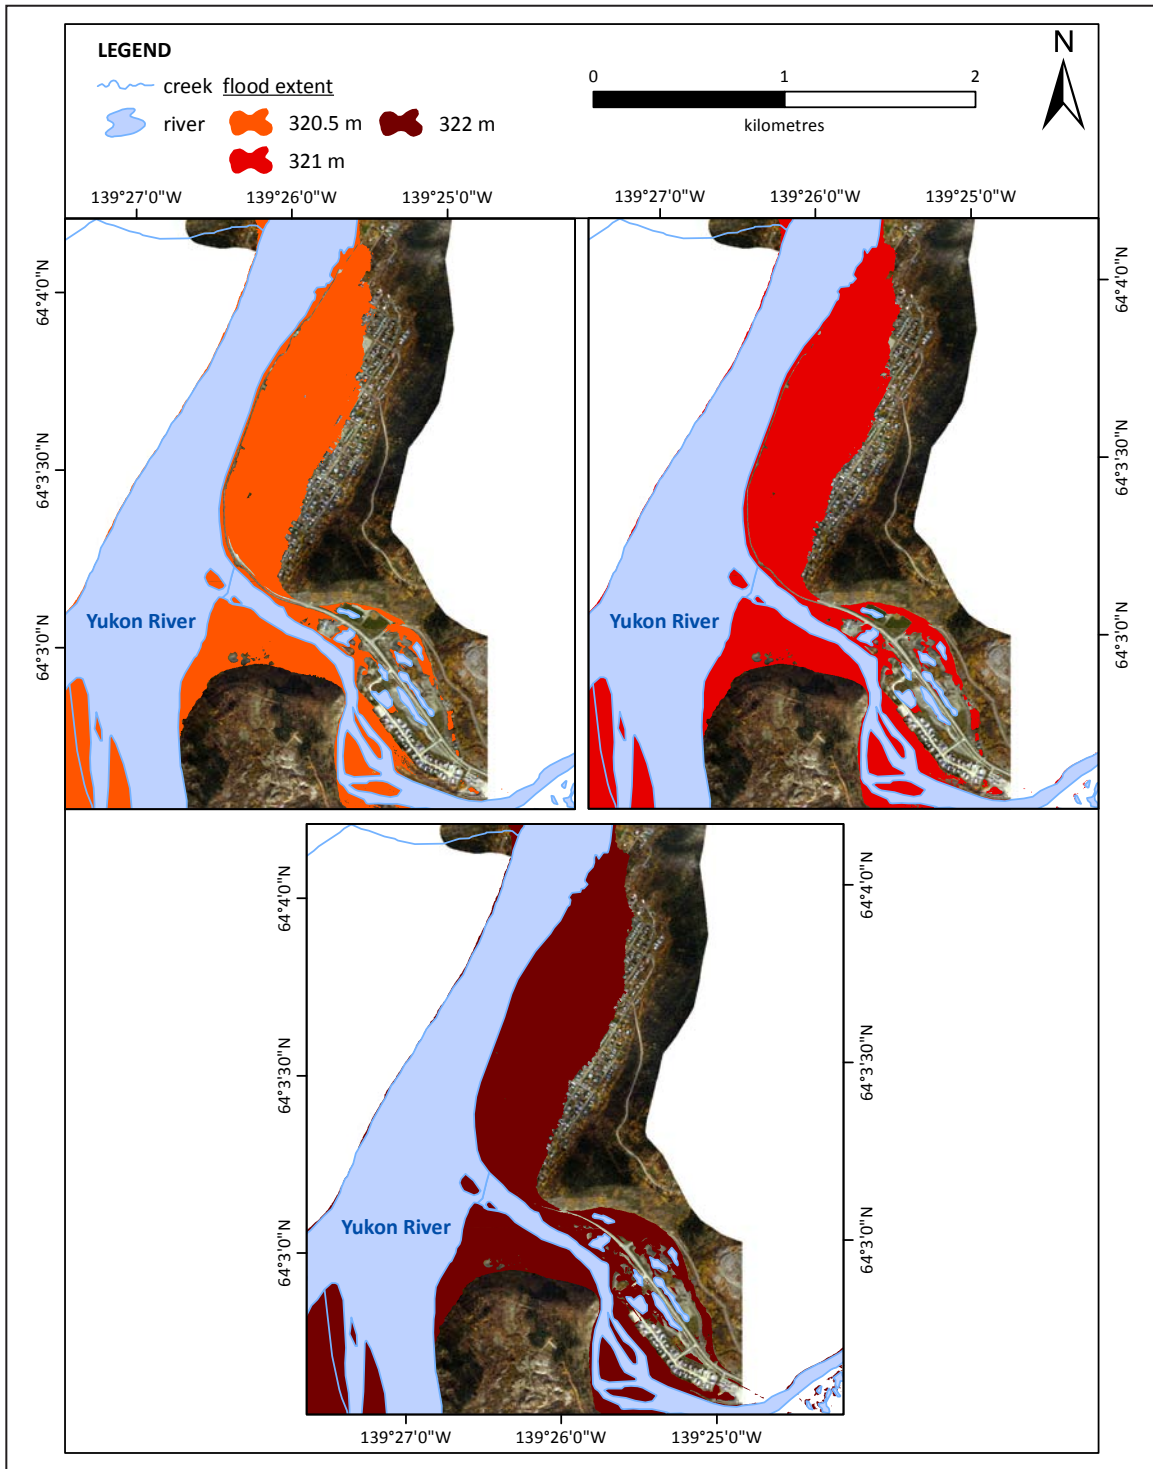 LEGEND
creek flood extent
river 320.5 m 322 m
321 m
0 1 2
kilometres
N
139°27'0"W 139°26'0"W 139°25'0"W 139°27'0"W 139°26'0"W 139°25'0"W
64°4'0"N
64°3'30"N
64°3'0"N
Yukon River
Yukon River
64°4'0"N
64°3'30"N
64°3'0"N
64°4'0"N
64°3'30"N
64°3'0"N
Yukon River
64°4'0"N
64°3'30"N
64°3'0"N
139°27'0"W 139°26'0"W 139°25'0"W